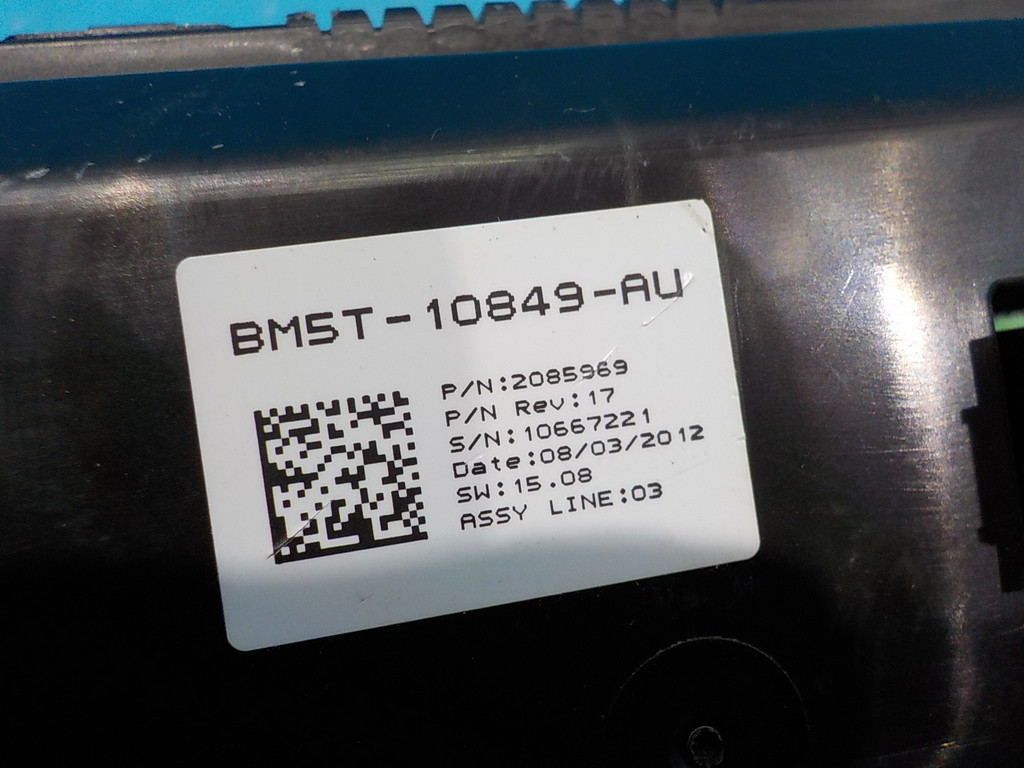 BM5T-10849-AU
P/N:2085969
P/N Rev:17
S/N:10667221
Date:08/03/2012
SW:15.08
ASSY LINE:03